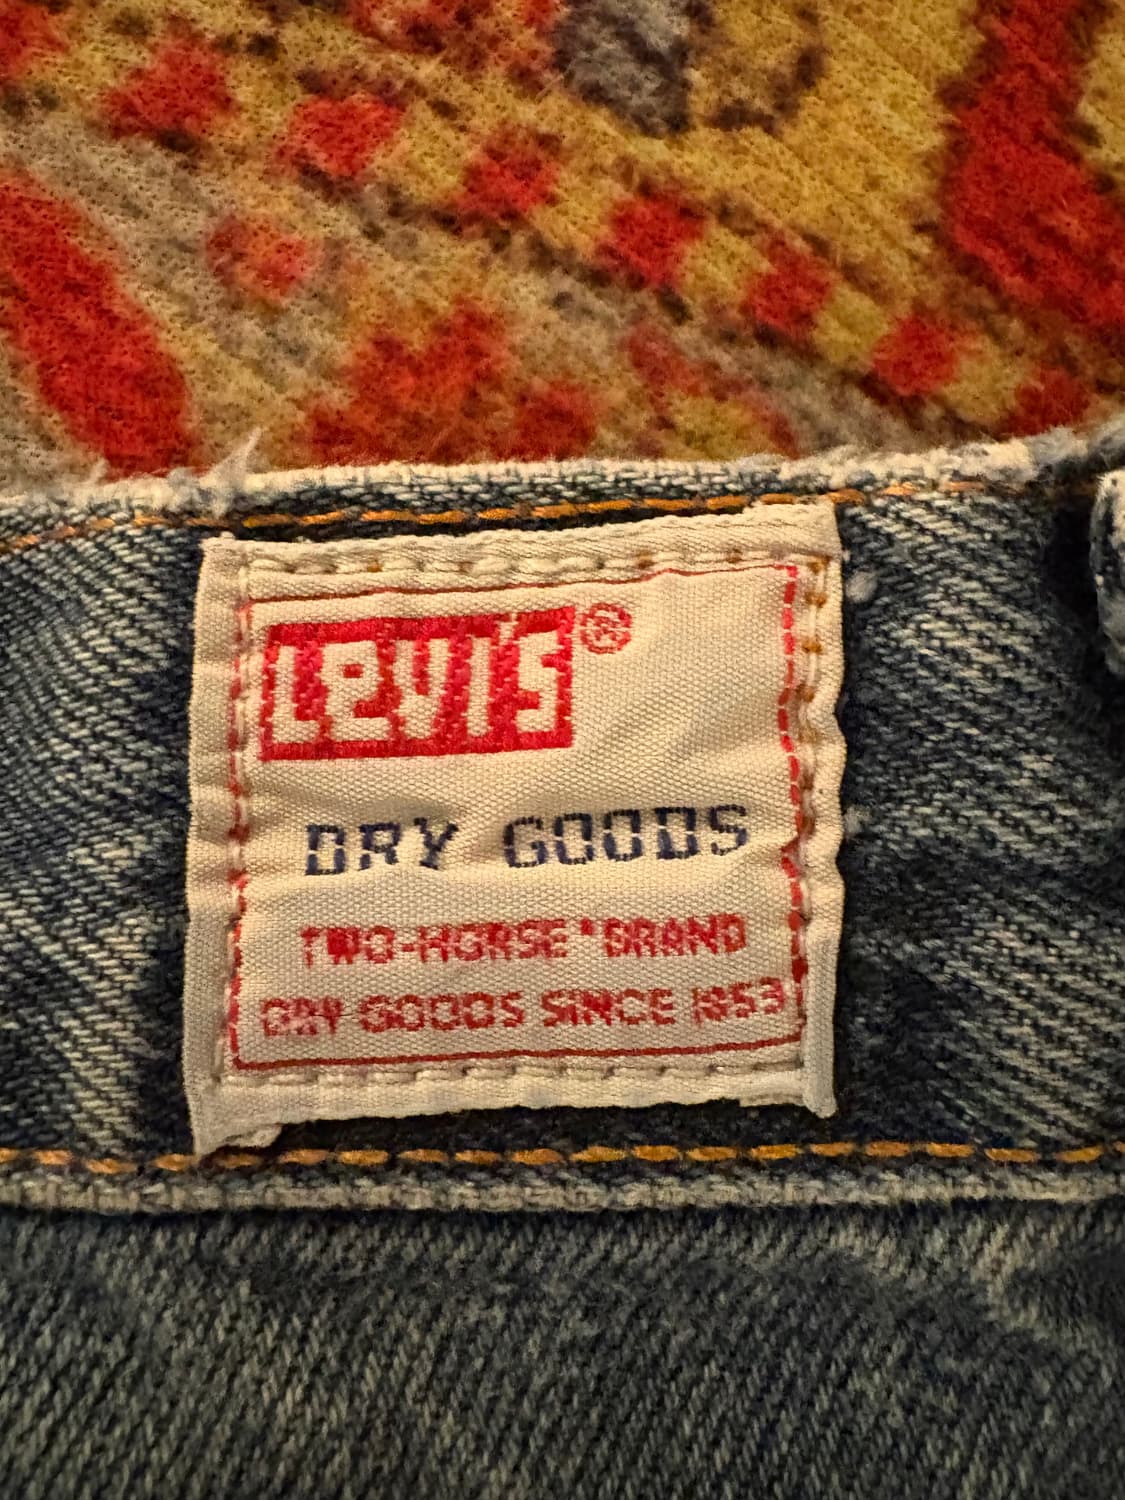 LEVI'S®
DRY GOODS
TWO-HORSE • BRAND
DRY GOODS SINCE 1853